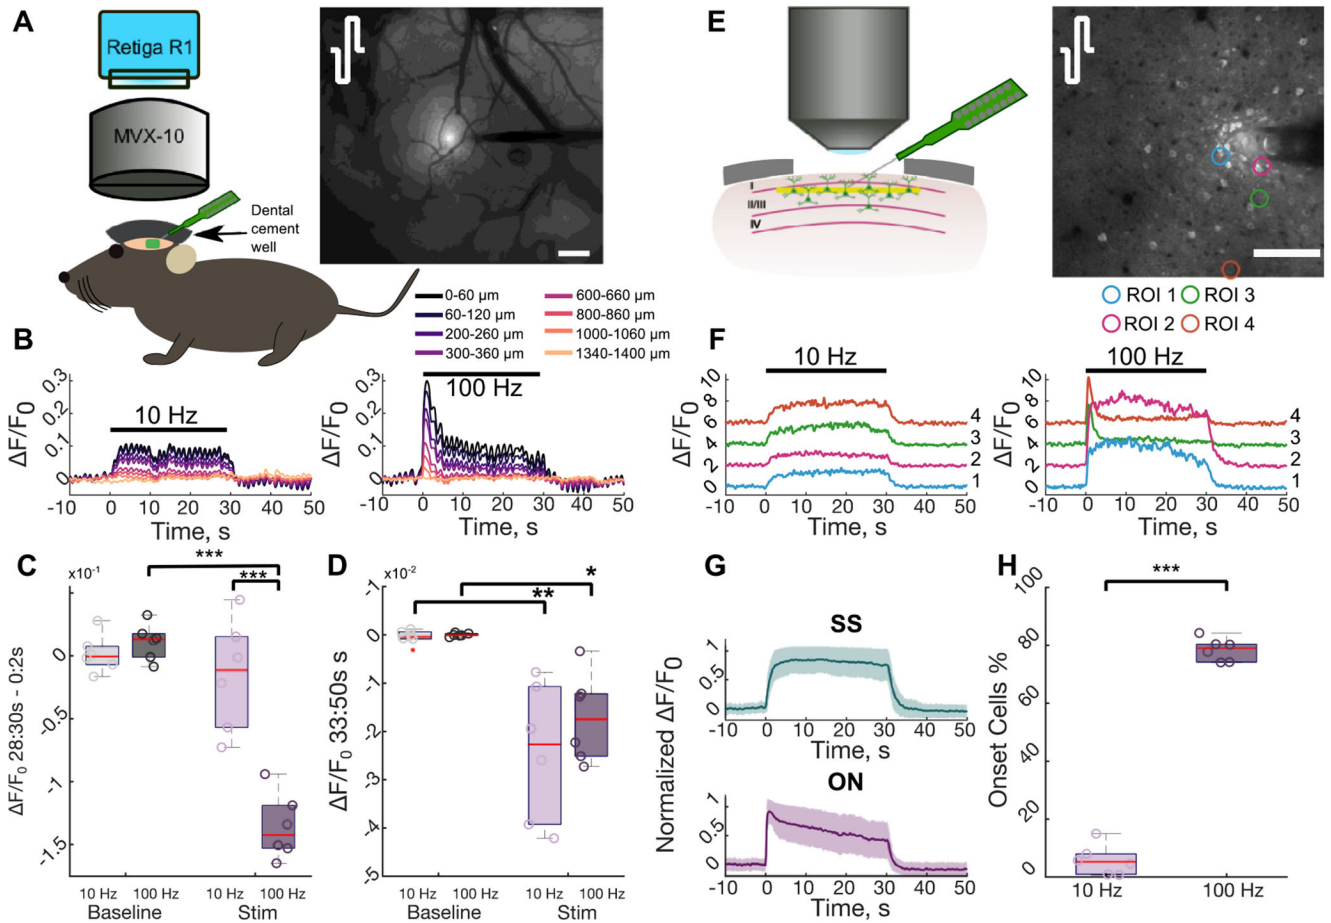 A
Retiga R1
MVX-10
Dental
cement
well
E
I
II/III
IV
ROI 1
ROI 3
ROI 2
ROI 4
0-60 µm
600-660 µm
60-120 µm
800-860 µm
200-260 µm
1000-1060 µm
300-360 µm
1340-1400 µm
B
ΔF/F0
0.3
0.2
0.1
0
10 Hz
-10 0 10 20 30 40 50
Time, s
ΔF/F0
0.3
0.2
0.1
0
100 Hz
-10 0 10 20 30 40 50
Time, s
F
ΔF/F0
10
8
6
4
2
0
10 Hz
4
3
2
1
-10 0 10 20 30 40 50
Time, s
ΔF/F0
10
8
6
4
2
0
100 Hz
4
3
2
1
-10 0 10 20 30 40 50
Time, s
C
x10-1
***
***
ΔF/F0 28:30s - 0:2s
0
-0.5
-1
-1.5
10 Hz 100 Hz 10 Hz 100 Hz
Baseline Stim
D
x10-2
*
**
ΔF/F0 33:50s s
-1
0
-1
-2
-3
-4
-5
10 Hz 100 Hz 10 Hz 100 Hz
Baseline Stim
G
Normalized ΔF/F0
SS
1
0.5
0
-10 0 10 20 30 40 50
Time, s
ON
1
0.5
0
-10 0 10 20 30 40 50
Time, s
H
***
Onset Cells %
100
80
60
40
20
0
10 Hz 100 Hz